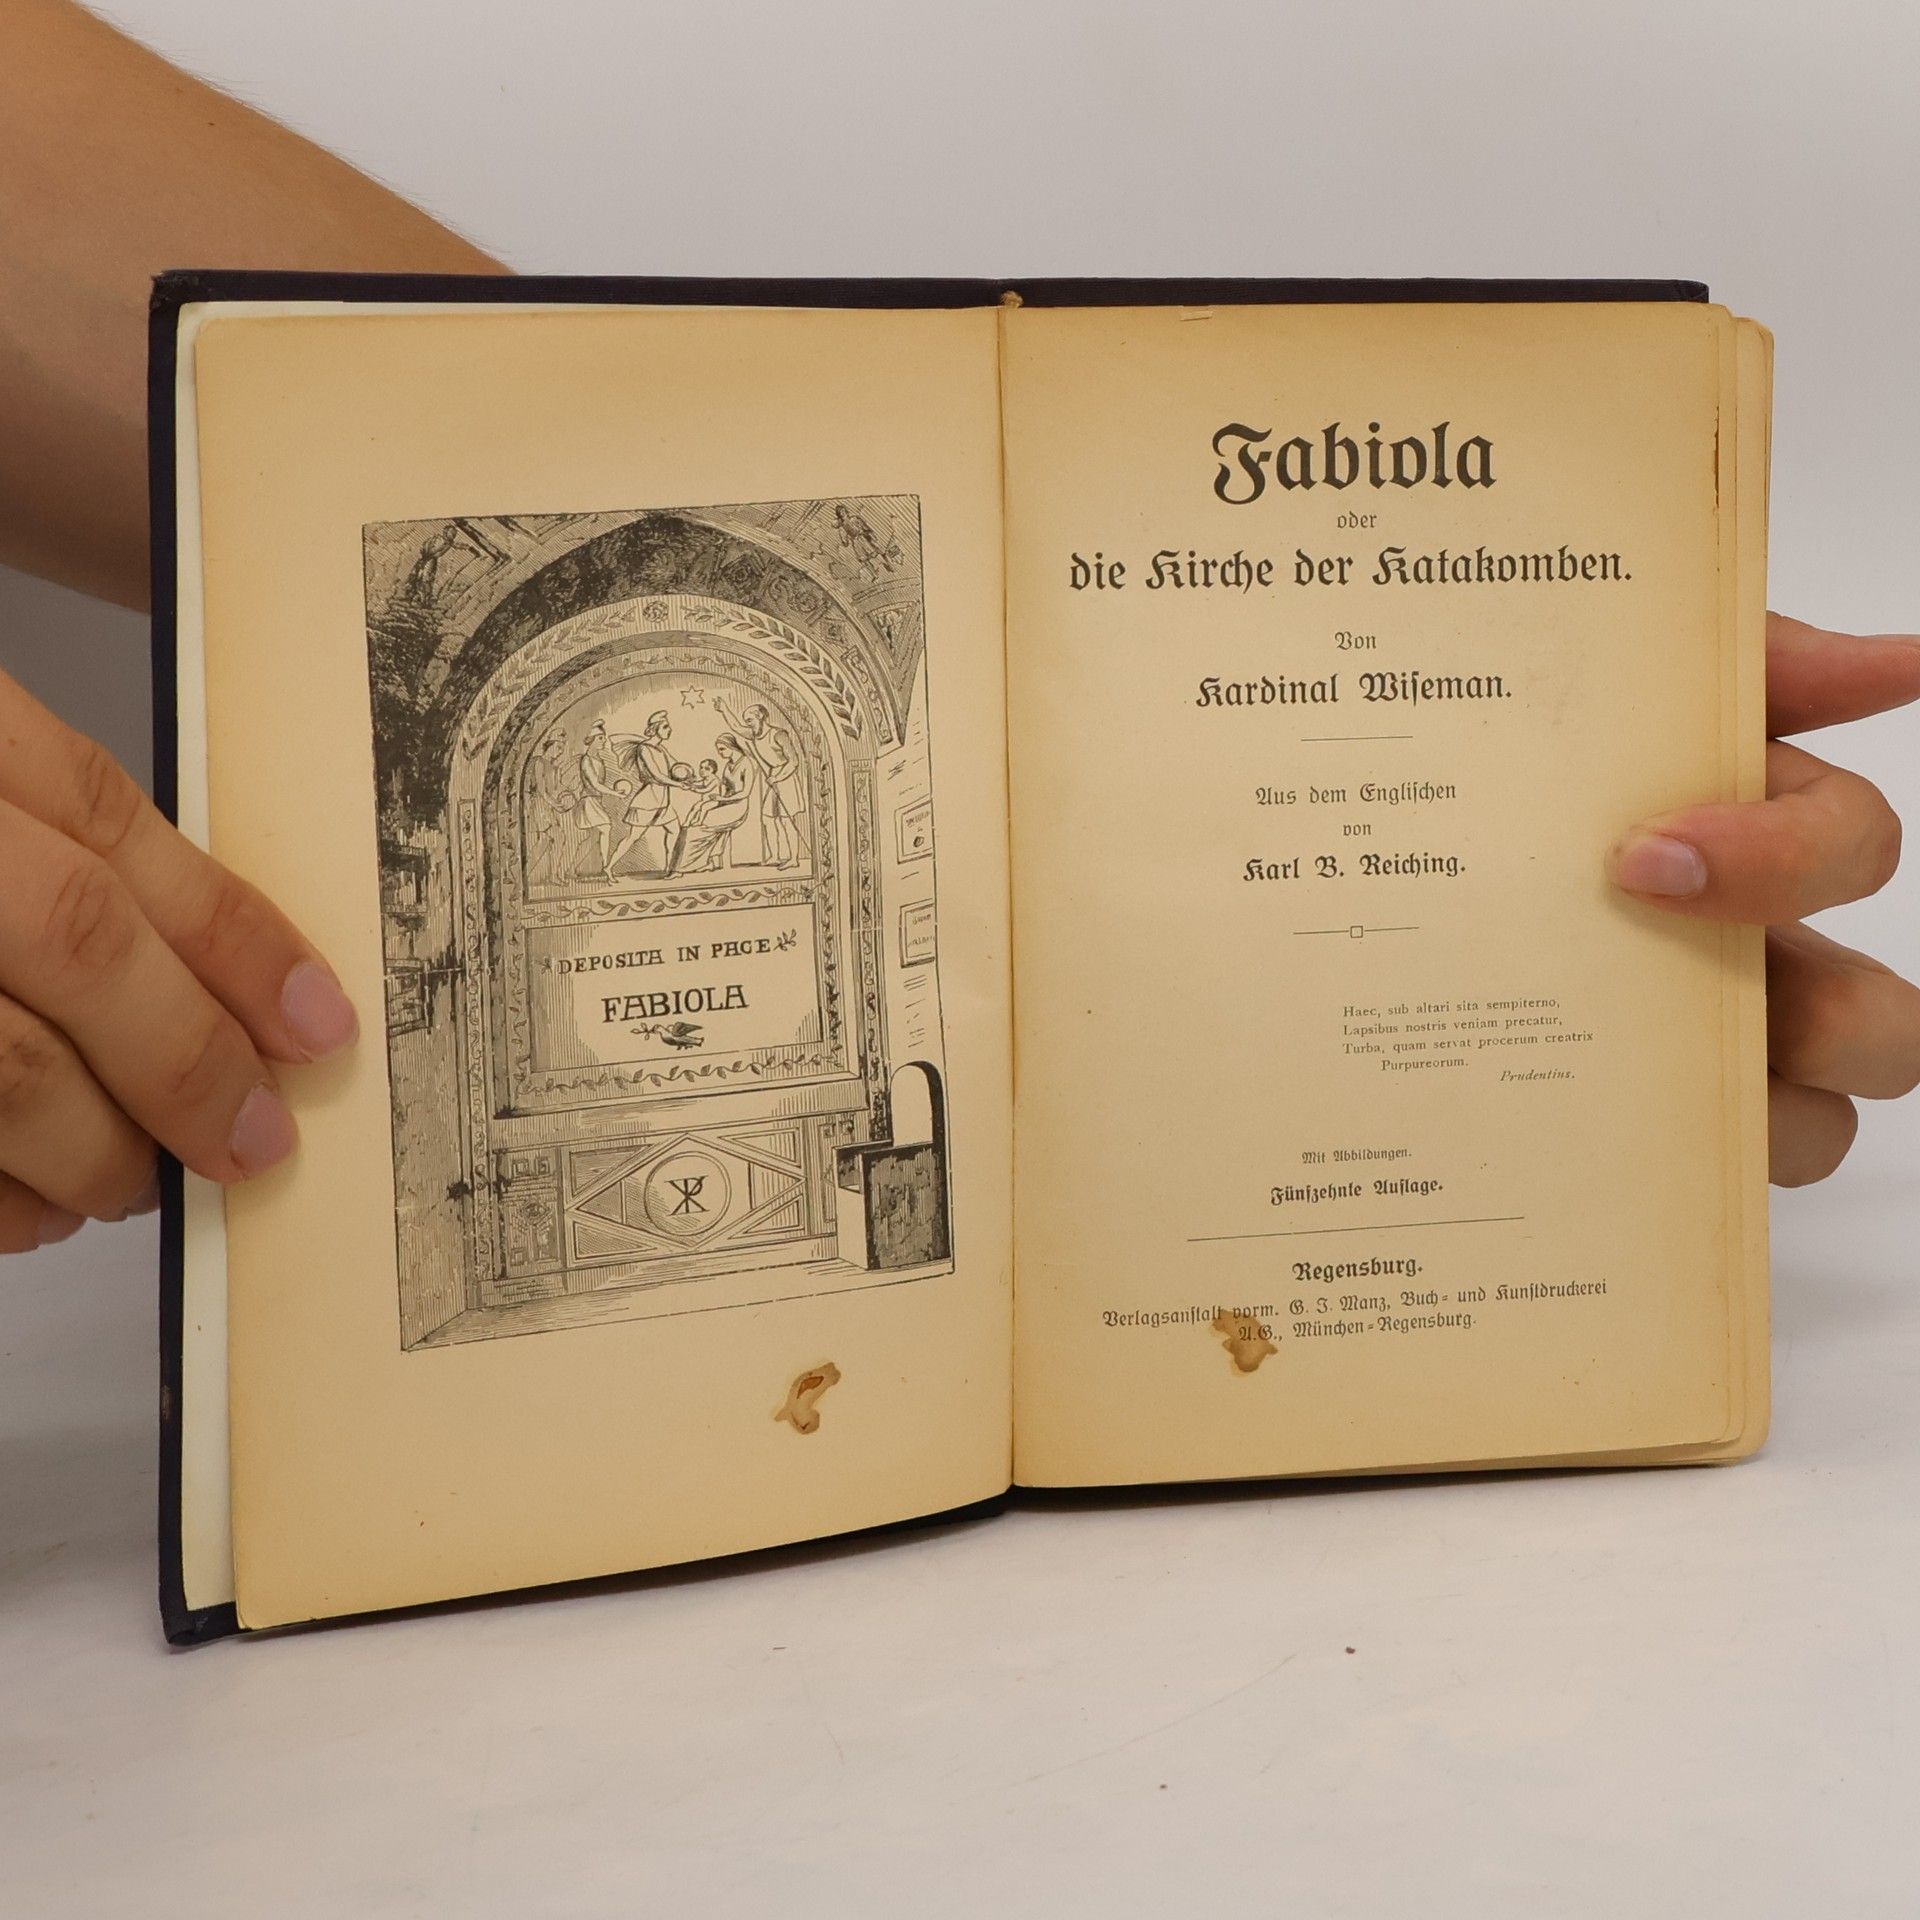 DEPOSITA IN PACE
FABIOLA
Fabiola
oder
die Kirche der Katakomben.
Von
Kardinal Wiſeman.
Aus dem Engliſchen
von
Karl B. Reiching.
Haec, sub altari sita sempiterno,
Lapsibus nostris veniam precatur,
Turba, quam servat procerum creatrix
Purpureorum.
Prudentius.
Mit Abbildungen.
Fünfzehnte Auflage.
Regensburg.
Verlagsanſtalt vorm. G. J. Manz, Buch- und Kunſtdruckerei
A.G., München-Regensburg.